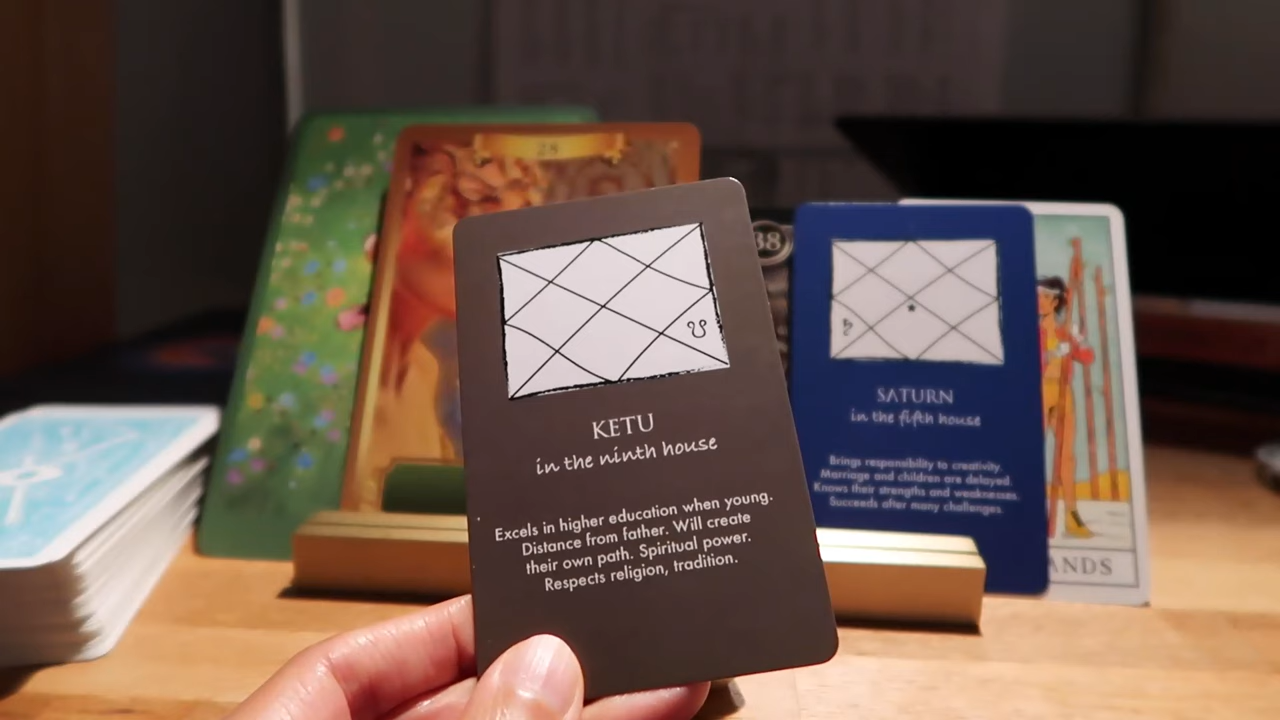 28
38
KETU
in the ninth house
Excels in higher education when young.
Distance from father. Will create
their own path. Spiritual power.
Respects religion, tradition.
SATURN
in the fifth house
Brings responsibility to creativity.
Marriage and children are delayed.
Knows their strengths and weaknesses.
Succeeds after many challenges.
ANDS